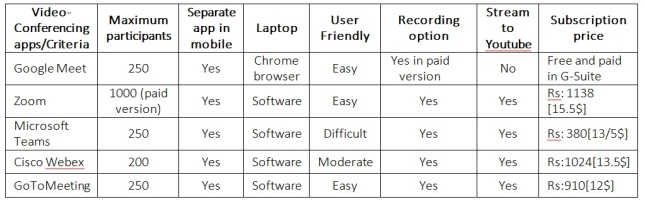 Video-Conferencing apps/Criteria | Maximum participants | Separate app in mobile | Laptop | User Friendly | Recording option | Stream to Youtube | Subscription price
Google Meet | 250 | Yes | Chrome browser | Easy | Yes in paid version | No | Free and paid in G-Suite
Zoom | 1000 (paid version) | Yes | Software | Easy | Yes | Yes | Rs: 1138 [15.5$]
Microsoft Teams | 250 | Yes | Software | Difficult | Yes | Yes | Rs: 380[13/5$]
Cisco Webex | 200 | Yes | Software | Moderate | Yes | Yes | Rs:1024[13.5$]
GoToMeeting | 250 | Yes | Software | Easy | Yes | Yes | Rs:910[12$]